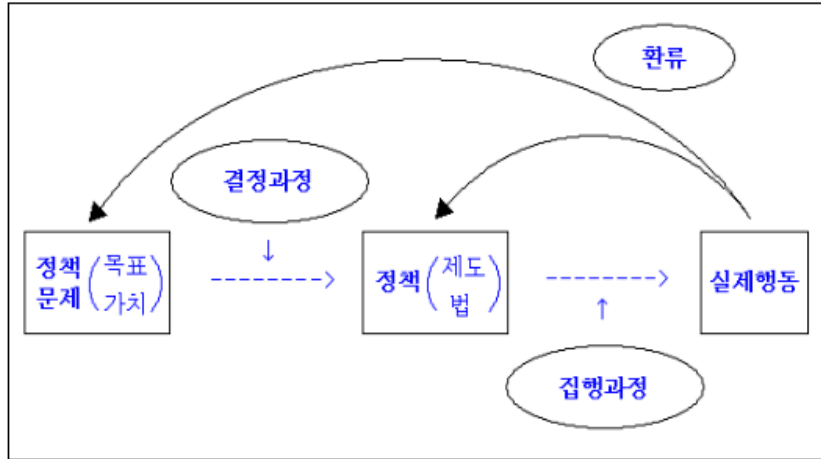 환류
결정과정
↓
정책 (목표
문제 가치)
-------->
정책 (제도
법)
-------->
↑
실제행동
집행과정